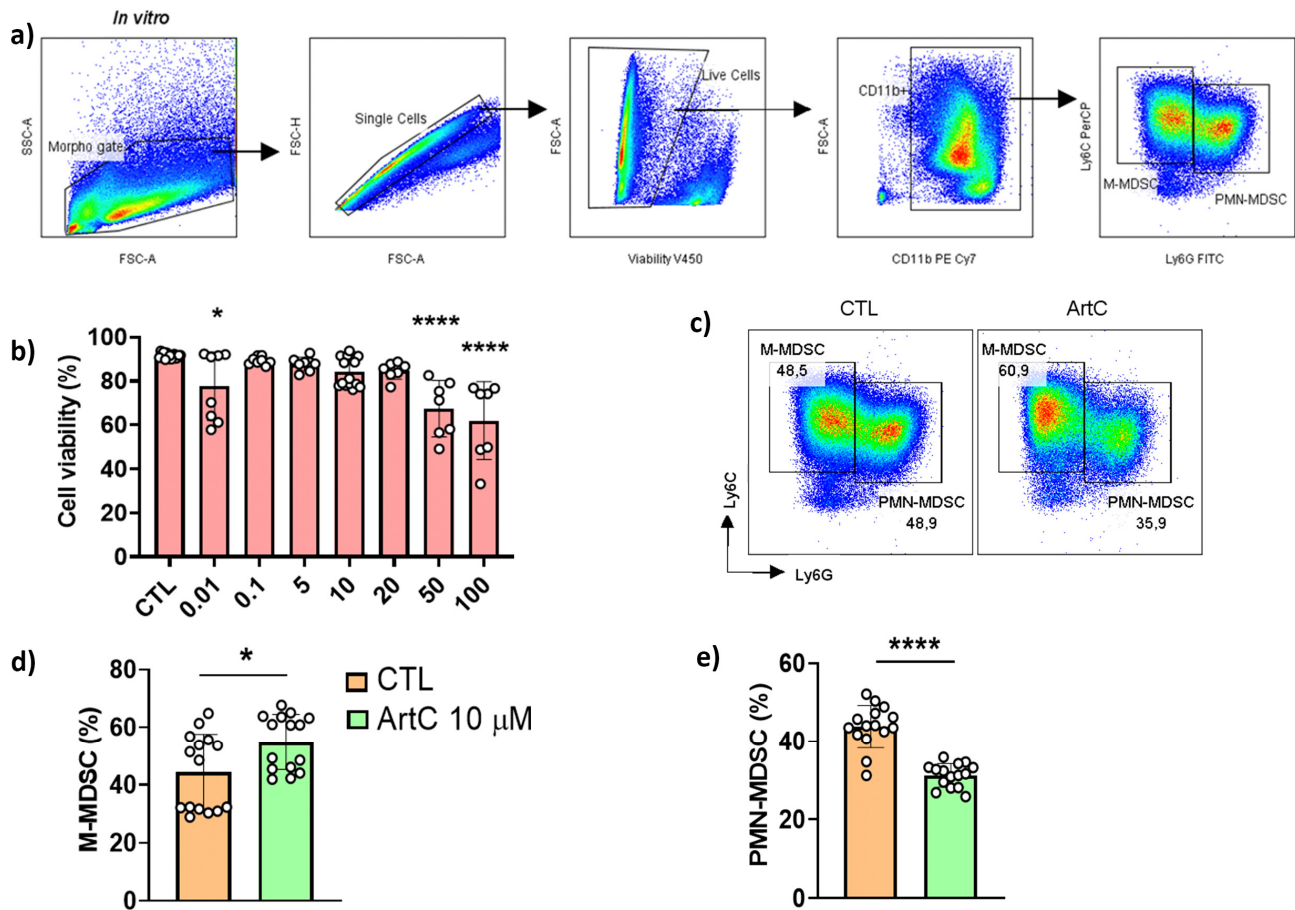 In vitro
a)
SSC-A
Morpho gate
FSC-A
FSC-H
Single Cells
FSC-A
FSC-A
Live Cells
Viability V450
FSC-A
CD11b+
CD11b PE Cy7
Ly6C PerCP
M-MDSC
PMN-MDSC
Ly6G FITC
b)
Cell viability (%)
100
80
60
40
20
0
*
****
****
CTL
0.01
0.1
5
10
20
50
100
c)
CTL
ArtC
M-MDSC
48,5
PMN-MDSC
48,9
M-MDSC
60,9
PMN-MDSC
35,9
Ly6C
Ly6G
d)
M-MDSC (%)
80
60
40
20
0
*
CTL
ArtC 10 μM
e)
PMN-MDSC (%)
60
40
20
0
****